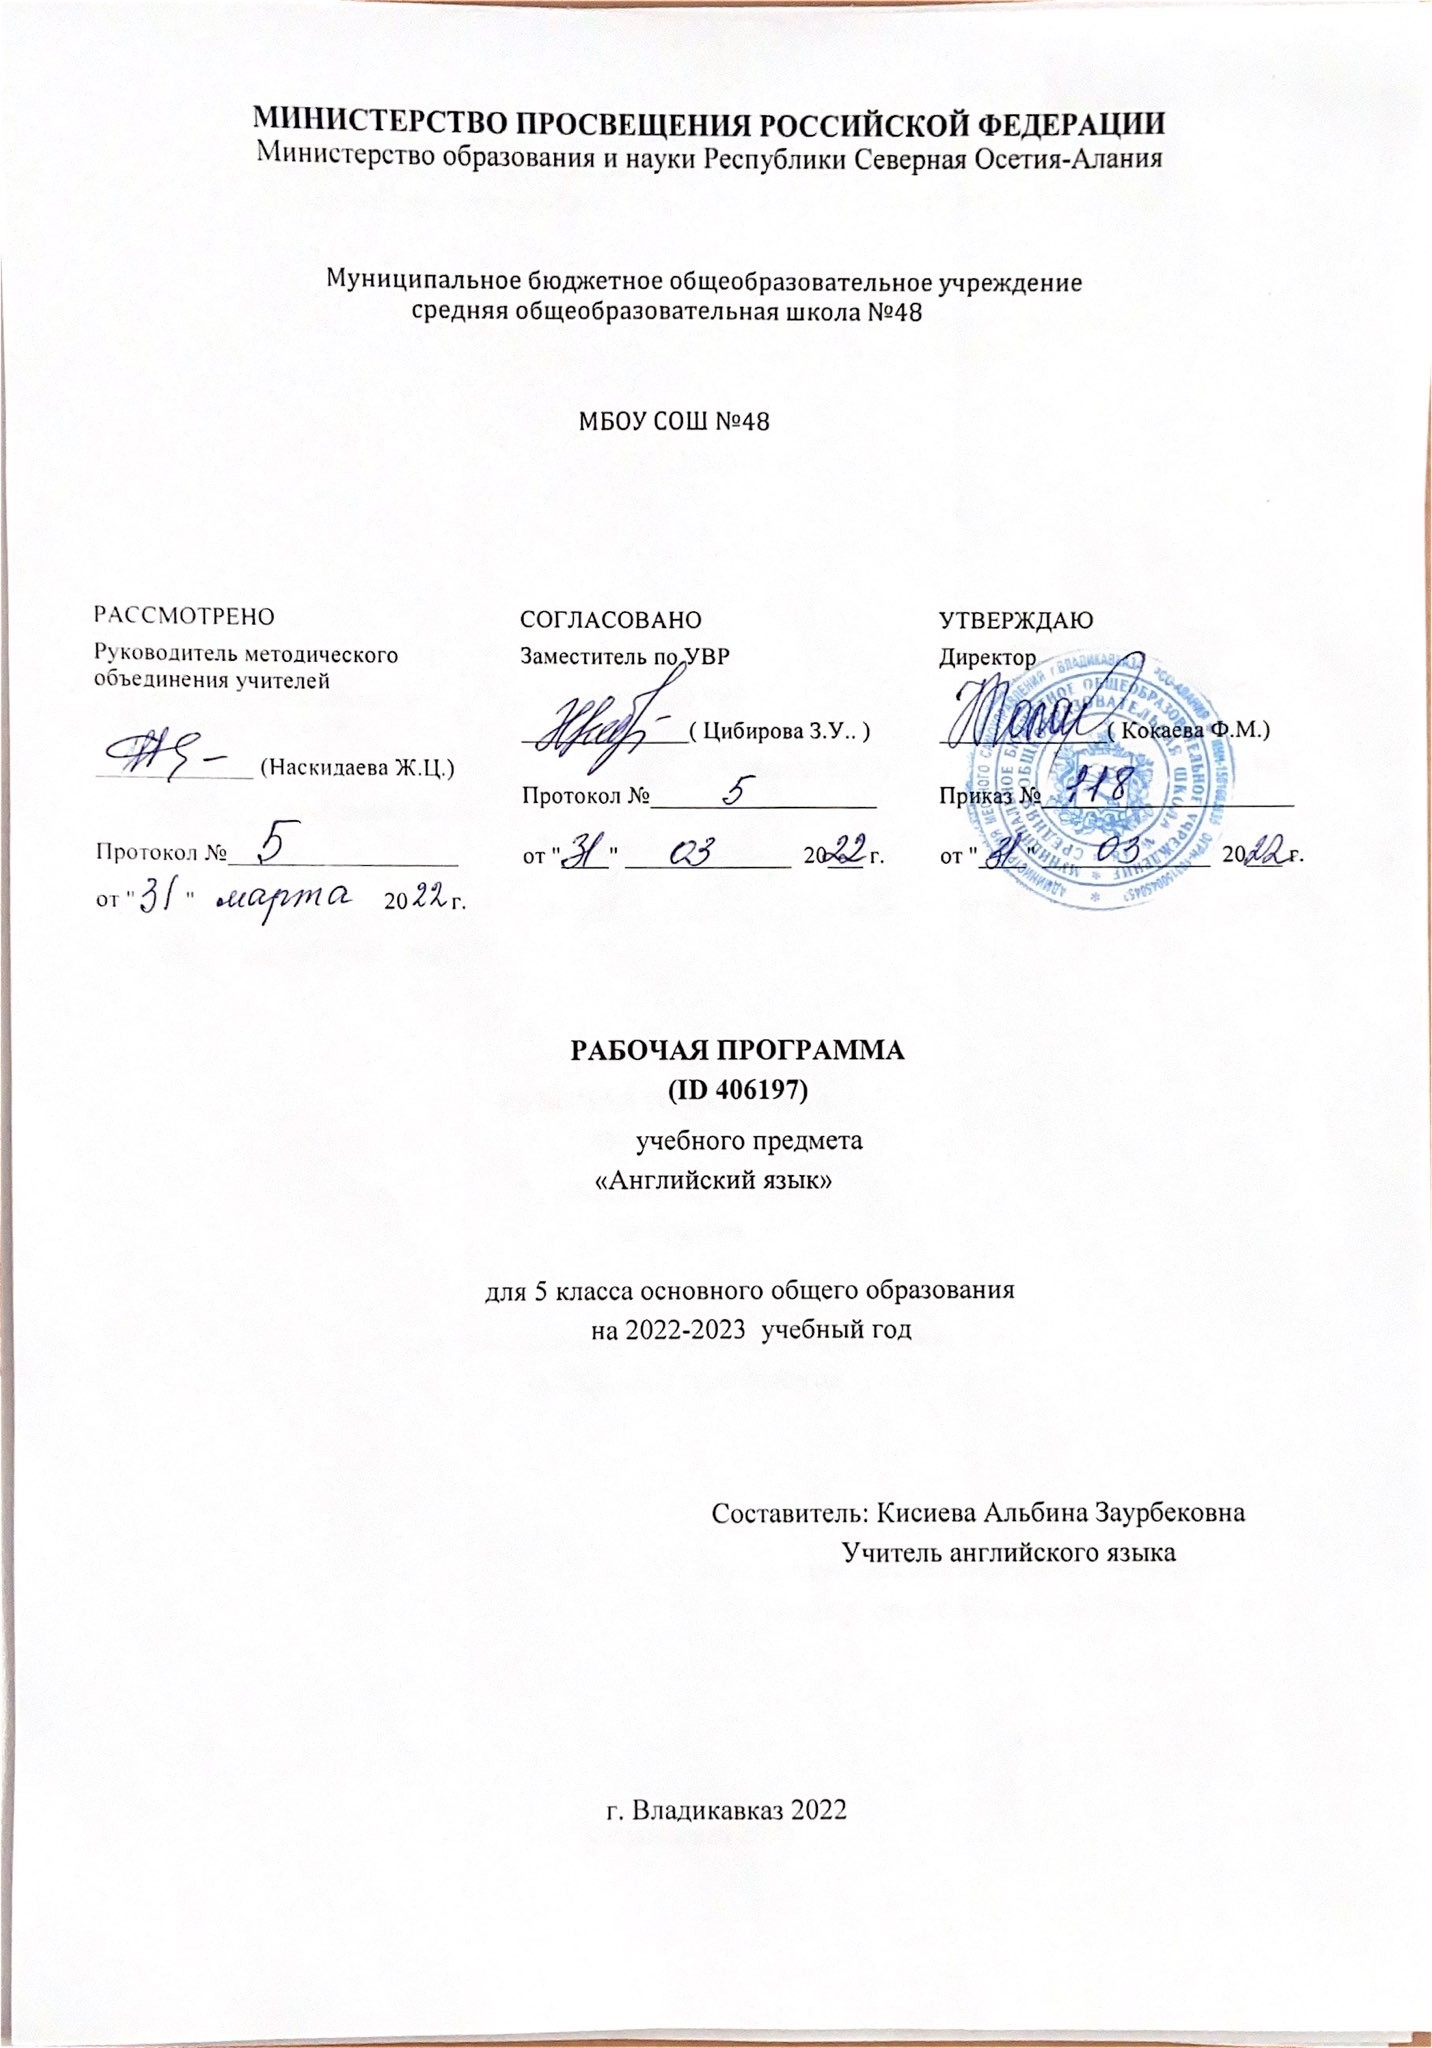 МИНИСТЕРСТВО ПРОСВЕЩЕНИЯ РОССИЙСКОЙ ФЕДЕРАЦИИ
Министерство образования и науки Республики Северная Осетия-Алания
Муниципальное бюджетное общеобразовательное учреждение
средняя общеобразовательная школа №48
МБОУ СОШ №48
РАССМОТРЕНО
Руководитель методического
объединения учителей
(Наскидаева Ж.Ц.)
Протокол № 5
от "31" марта 2022 г.
СОГЛАСОВАНО
Заместитель по УВР
( Цибирова З.У.. )
Протокол № 5
от "31" 03 2022 г.
УТВЕРЖДАЮ
Директор
( Кокаева Ф.М.)
Приказ № 118
от "31" 03 2022 г.
РАБОЧАЯ ПРОГРАММА
(ID 406197)
учебного предмета
«Английский язык»
для 5 класса основного общего образования
на 2022-2023 учебный год
Составитель: Кисиева Альбина Заурбековна
Учитель английского языка
г. Владикавказ 2022